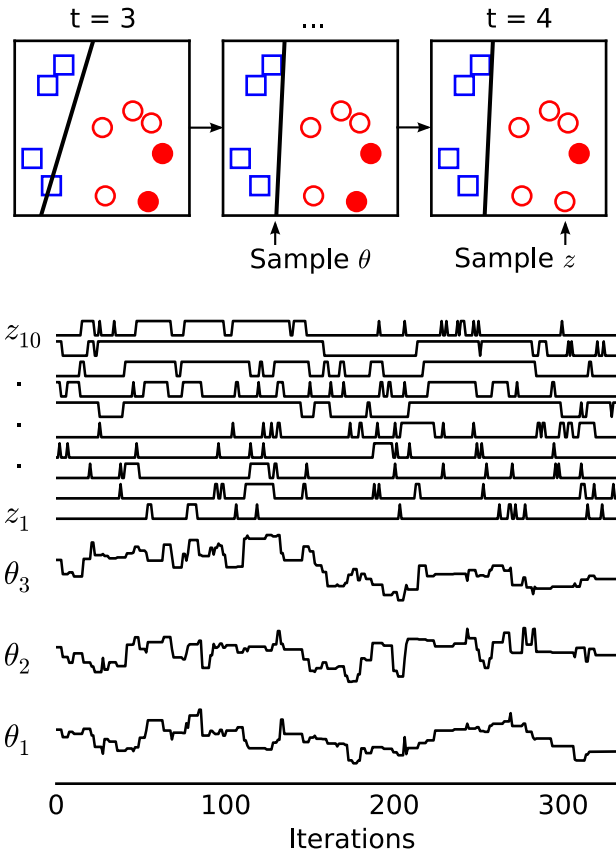 t = 3 ... t = 4
Sample θ Sample z
z10
.
.
.
z1
θ3
θ2
θ1
0 100 200 300
Iterations